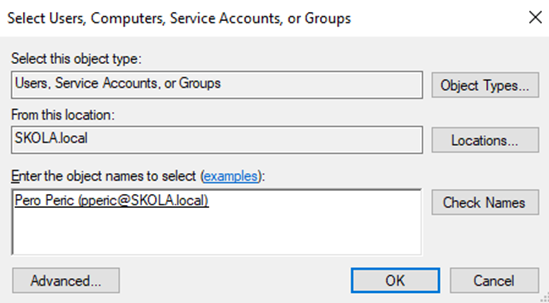 Select Users, Computers, Service Accounts, or Groups
Select this object type:
Users, Service Accounts, or Groups
Object Types...
From this location:
SKOLA.local
Locations...
Enter the object names to select (examples):
Pero Peric (pperic@SKOLA.local)
Check Names
Advanced...
OK
Cancel